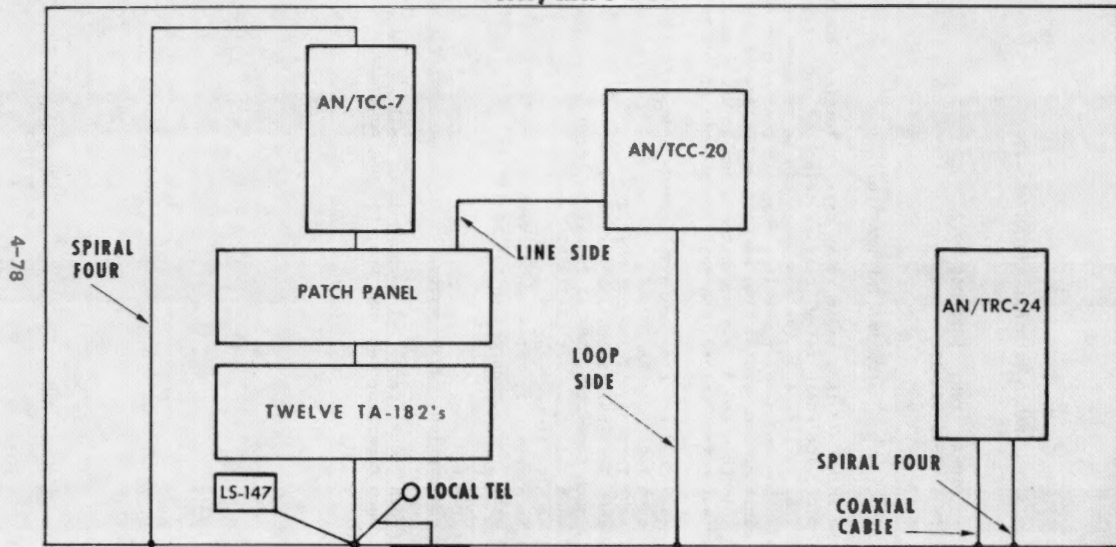 AN/TCC-7
AN/TCC-20
4-78
SPIRAL
FOUR
LINE SIDE
PATCH PANEL
AN/TRC-24
LOOP
SIDE
TWELVE TA-182's
LS-147
LOCAL TEL
SPIRAL FOUR
COAXIAL
CABLE